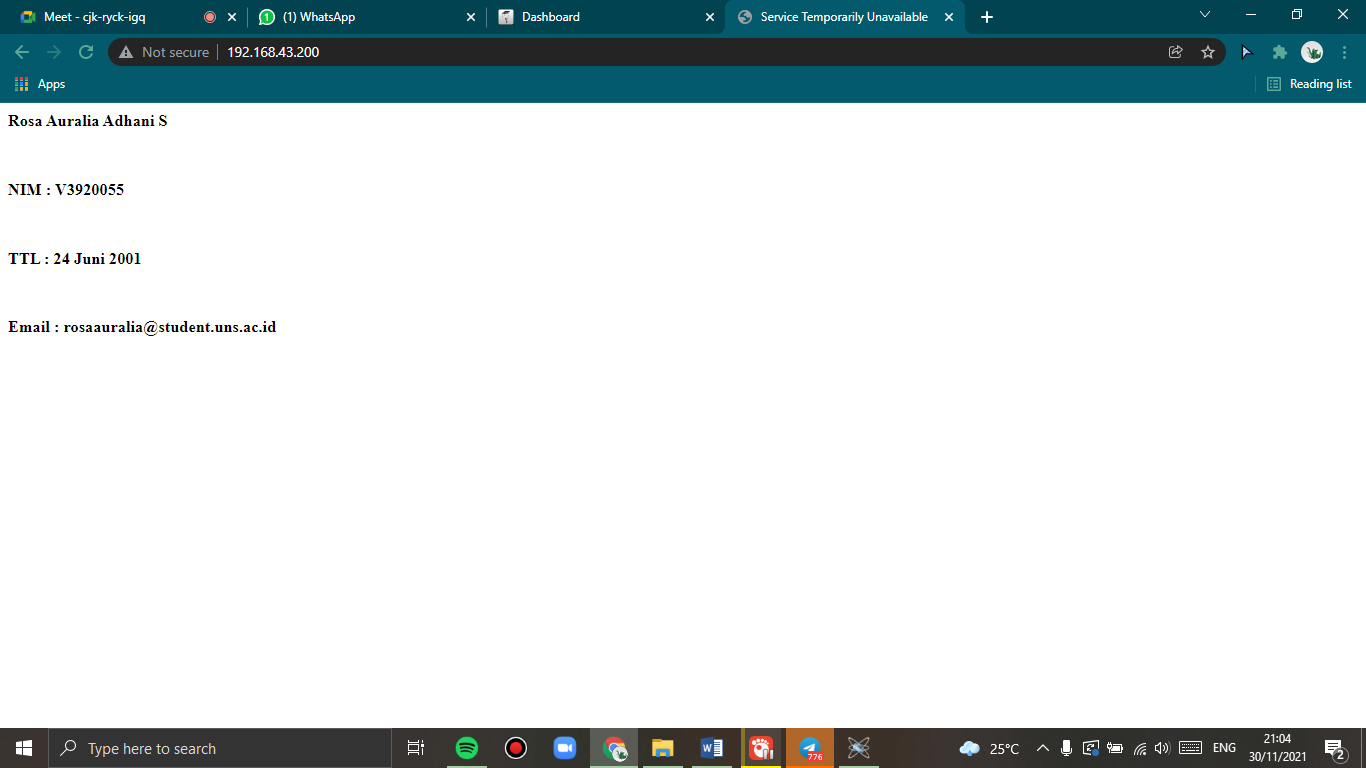 Meet - cjk-ryck-igq
1 (1) WhatsApp
Dashboard
Service Temporarily Unavailable
Not secure 192.168.43.200
Apps
Reading list
Rosa Auralia Adhani S
NIM : V3920055
TTL : 24 Juni 2001
Email : rosaauralia@student.uns.ac.id
Type here to search
W
776
25°C
ENG
21:04
30/11/2021
2